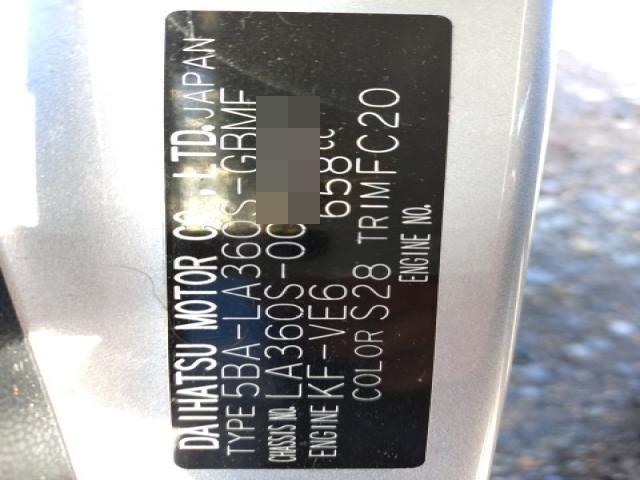 DAIHATSU MOTOR CO.,LTD.JAPAN
TYPE 5BA-LA360S-GBMF
CHASSIS NO. LA360S-00
ENGINE KF-VE6 658cc
COLOR S28 TRIM FC20
ENGINE NO.